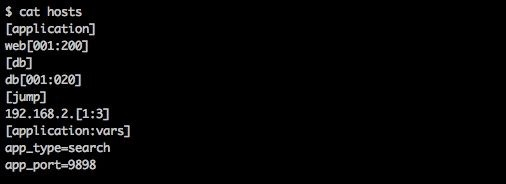 $ cat hosts
[application]
web[001:200]
[db]
db[001:020]
[jump]
192.168.2.[1:3]
[application:vars]
app_type=search
app_port=9898